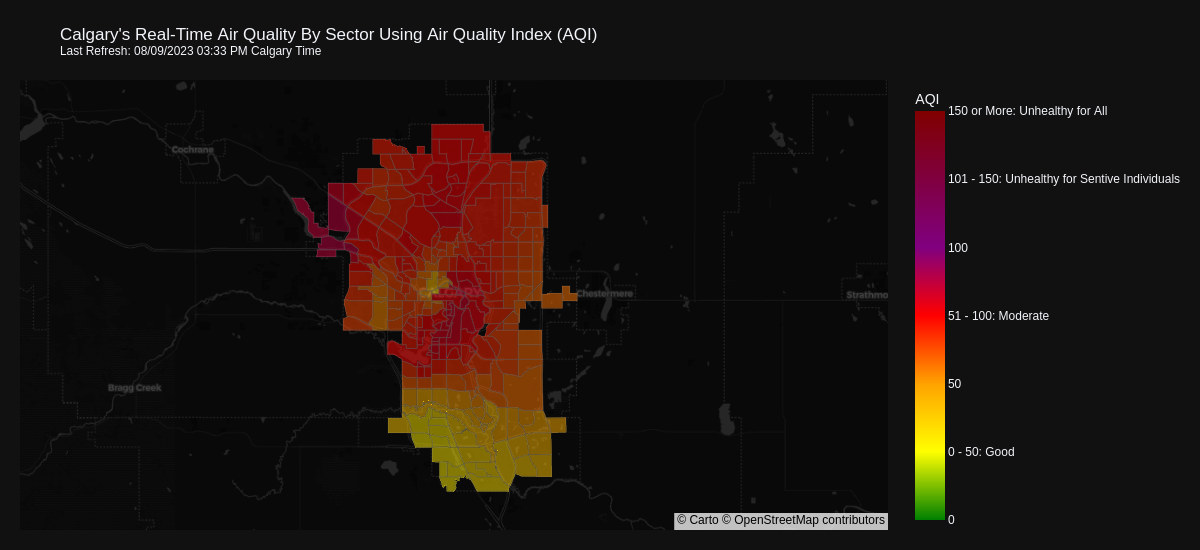 Calgary's Real-Time Air Quality By Sector Using Air Quality Index (AQI)
Last Refresh: 08/09/2023 03:33 PM Calgary Time
AQI
150 or More: Unhealthy for All
Cochrane
101 - 150: Unhealthy for Sentive Individuals
100
Chestermere
Strathmo
51 - 100: Moderate
50
Bragg Creek
0 - 50: Good
0
© Carto © OpenStreetMap contributors